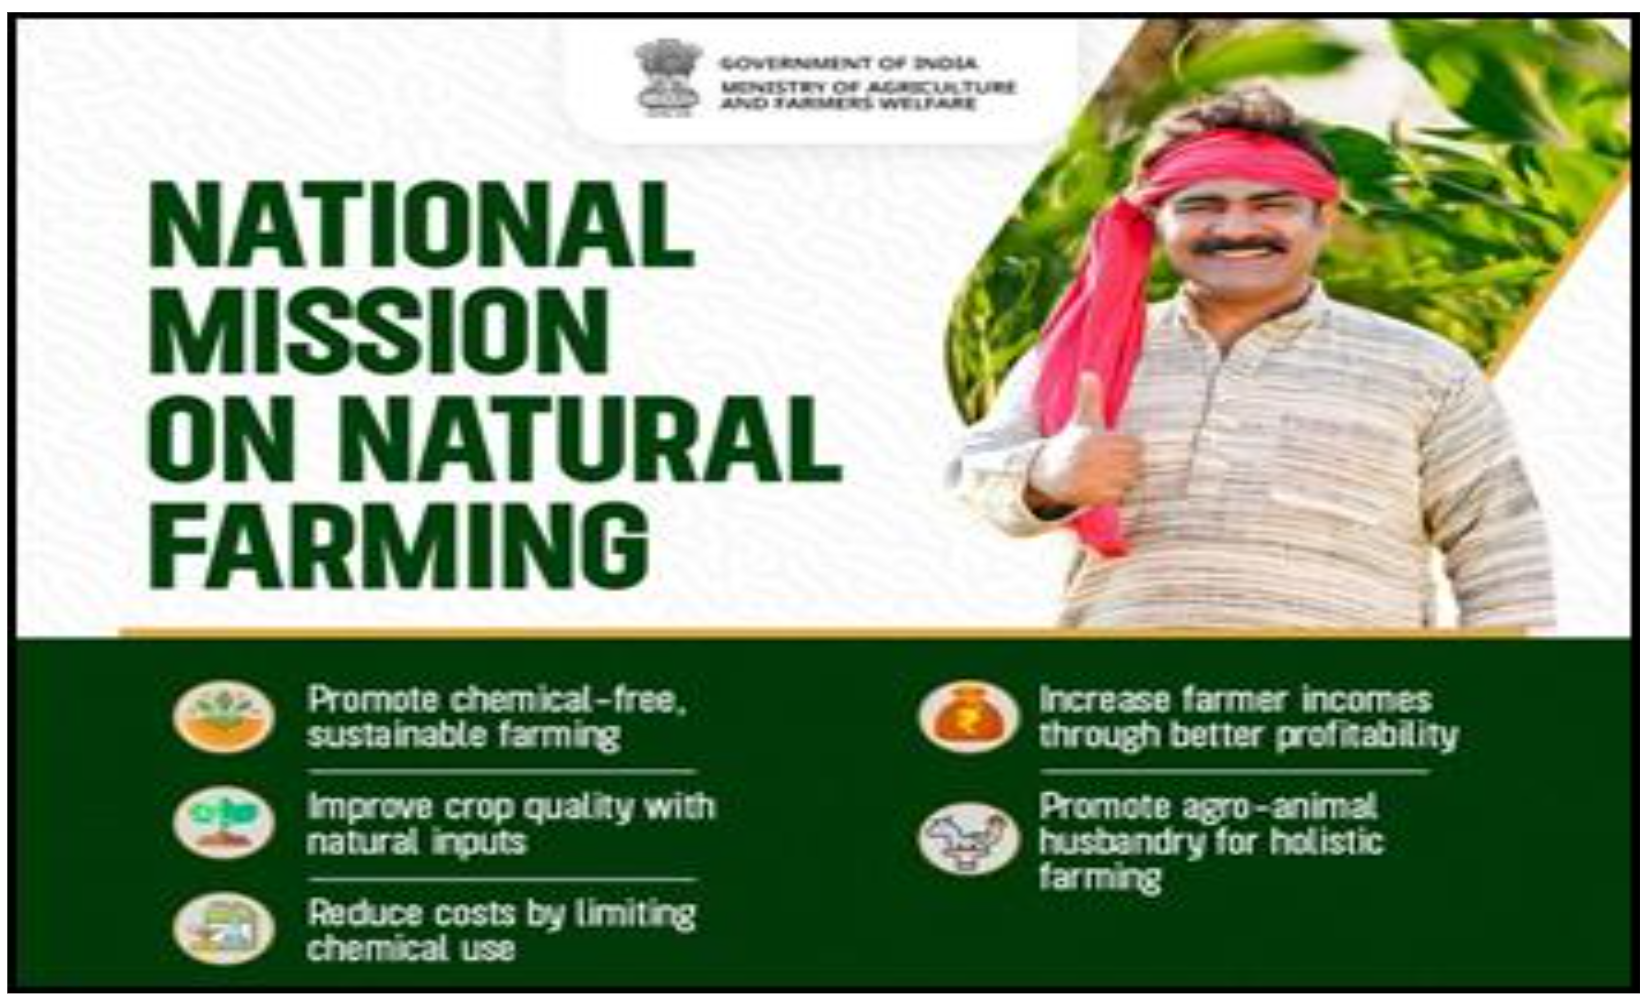 GOVERNMENT OF INDIA
MINISTRY OF AGRICULTURE
AND FARMERS WELFARE
NATIONAL
MISSION
ON NATURAL
FARMING
Promote chemical-free,
sustainable farming
Improve crop quality with
natural inputs
Reduce costs by limiting
chemical use
Increase farmer incomes
through better profitability
Promote agro-animal
husbandry for holistic
farming